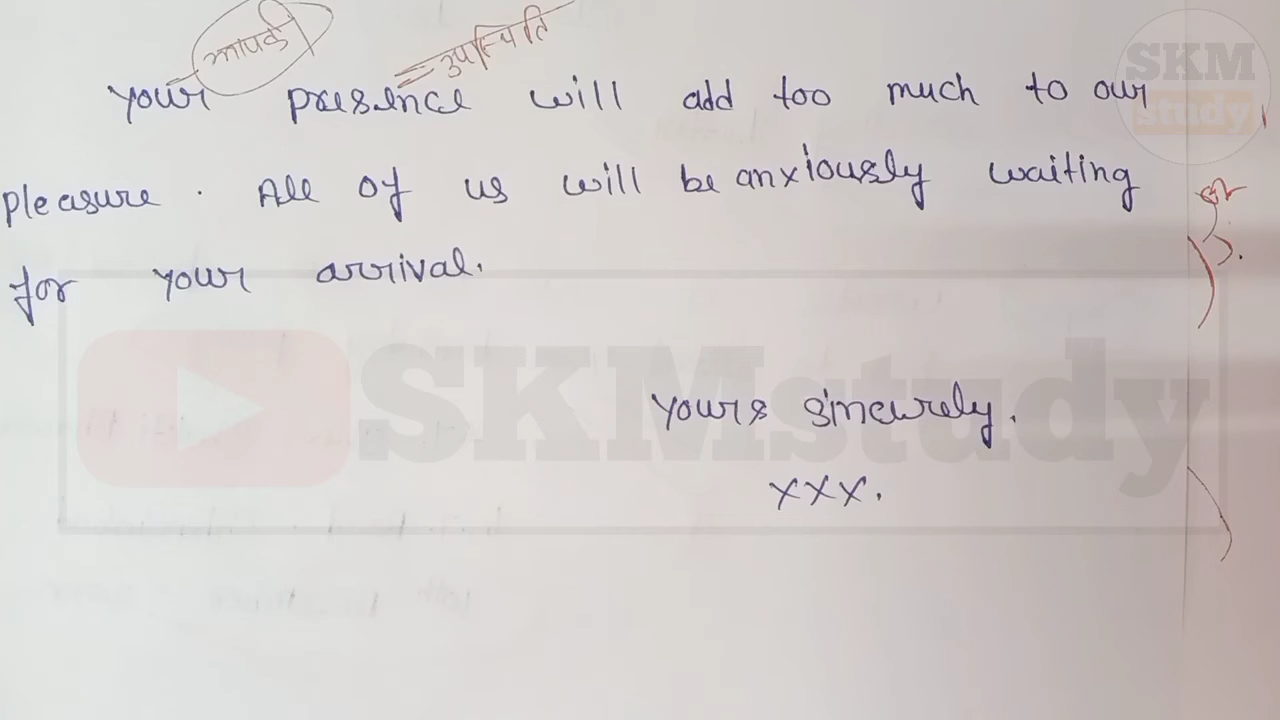 आपकी
उपस्थिति
Your presence will add too much to our
pleasure. All of us will be anxiously waiting
for your arrival.
Yours sincerely.
XXX.
SKM
study
SKMstudy